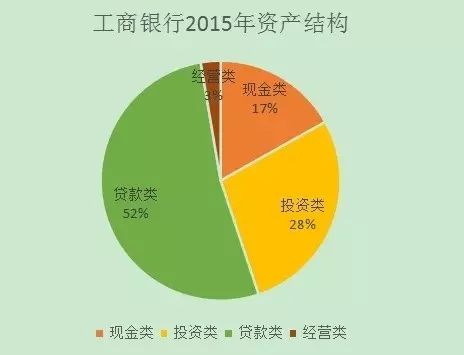 工商银行2015年资产结构
经营类
3%
现金类
17%
投资类
28%
贷款类
52%
现金类 投资类 贷款类 经营类